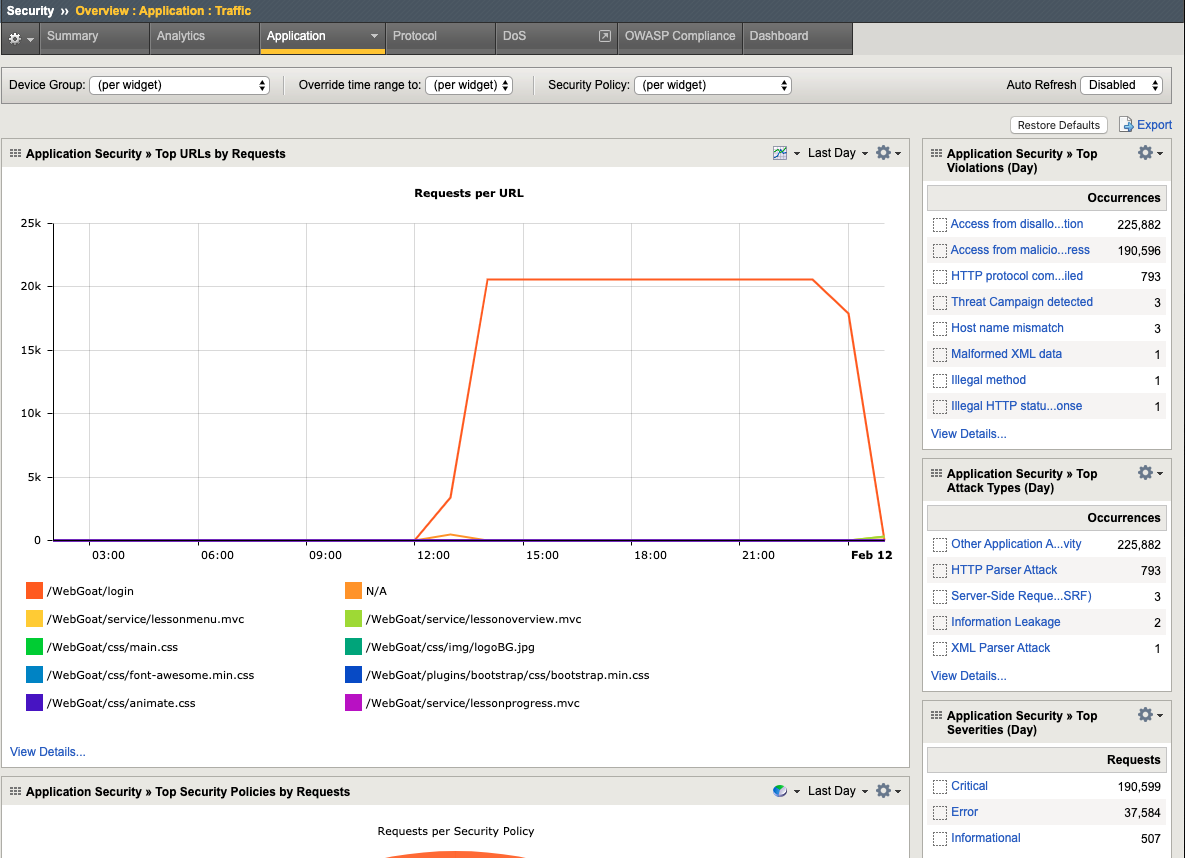 Security » Overview : Application : Traffic
Summary Analytics Application Protocol DoS OWASP Compliance Dashboard
Device Group: (per widget) Override time range to: (per widget) Security Policy: (per widget) Auto Refresh Disabled
Restore Defaults Export
Application Security » Top URLs by Requests Last Day
Requests per URL
25k
20k
15k
10k
5k
0
03:00 06:00 09:00 12:00 15:00 18:00 21:00 Feb 12
/WebGoat/login N/A
/WebGoat/service/lessonmenu.mvc /WebGoat/service/lessonoverview.mvc
/WebGoat/css/main.css /WebGoat/css/img/logoBG.jpg
/WebGoat/css/font-awesome.min.css /WebGoat/plugins/bootstrap/css/bootstrap.min.css
/WebGoat/css/animate.css /WebGoat/service/lessonprogress.mvc
View Details...
Application Security » Top Security Policies by Requests Last Day
Requests per Security Policy
Application Security » Top
Violations (Day)
Occurrences
Access from disallo...tion 225,882
Access from malicio...ress 190,596
HTTP protocol com...iled 793
Threat Campaign detected 3
Host name mismatch 3
Malformed XML data 1
Illegal method 1
Illegal HTTP statu...onse 1
View Details...
Application Security » Top
Attack Types (Day)
Occurrences
Other Application A...vity 225,882
HTTP Parser Attack 793
Server-Side Reque...SRF) 3
Information Leakage 2
XML Parser Attack 1
View Details...
Application Security » Top
Severities (Day)
Requests
Critical 190,599
Error 37,584
Informational 507